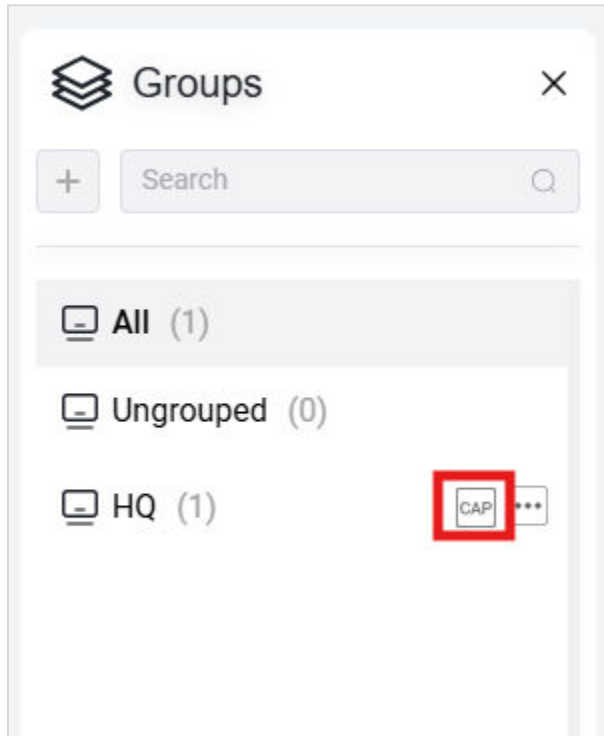 Groups
Search
All (1)
Ungrouped (0)
HQ (1) CAP